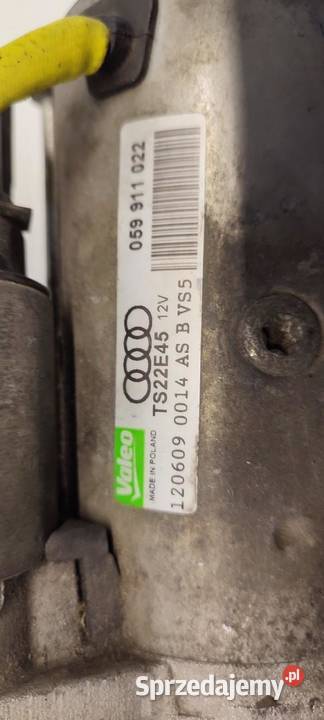 059 911 022
TS22E45 12V
Valeo
MADE IN POLAND
120609 0014 AS B VS5
Sprzedajemy.pl